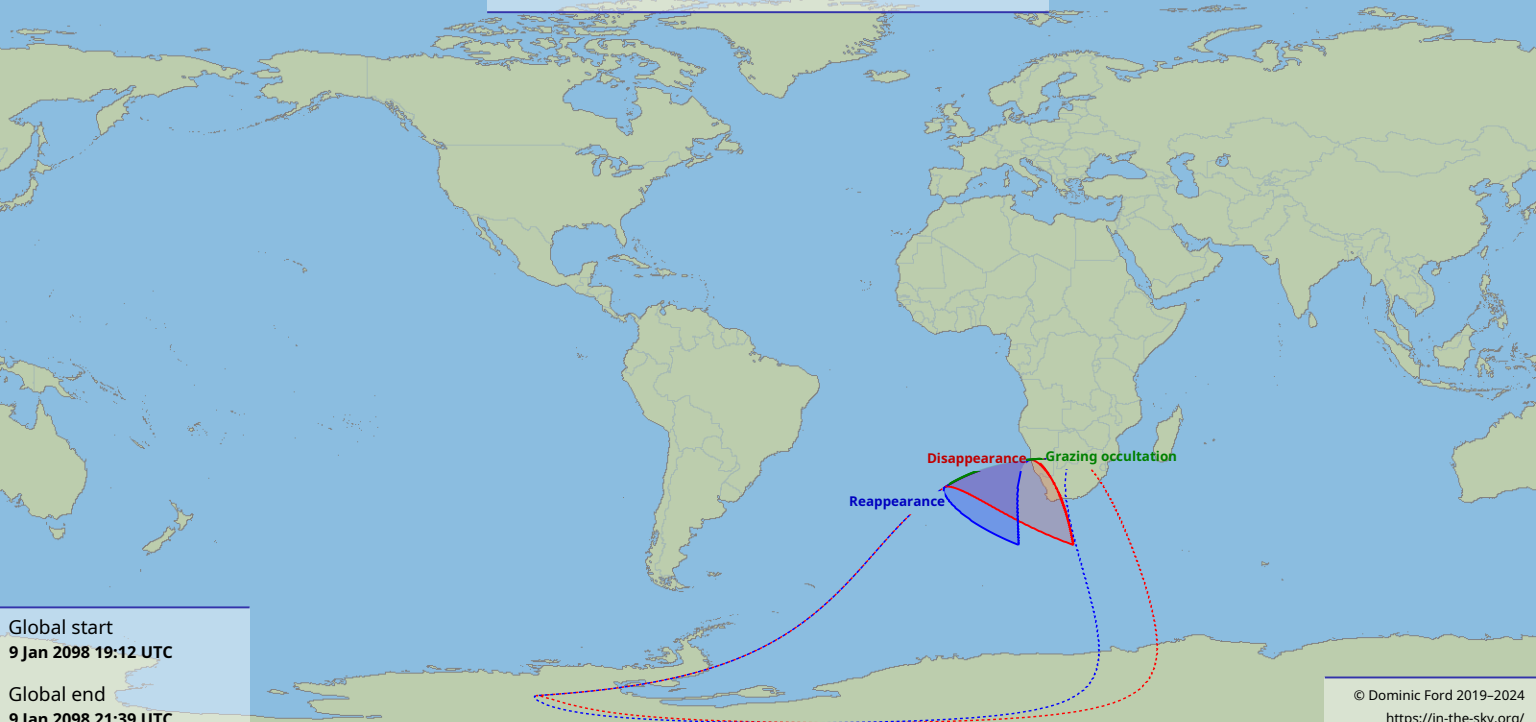 Disappearance
Grazing occultation
Reappearance
Global start
9 Jan 2098 19:12 UTC
Global end
9 Jan 2098 21:39 UTC
© Dominic Ford 2019–2024
https://in-the-sky.org/